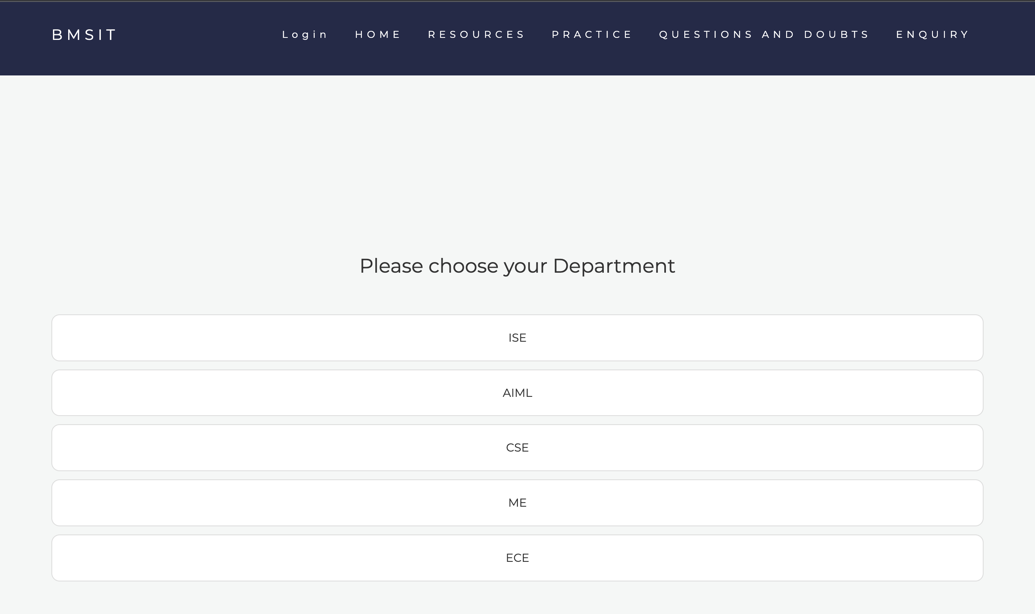 BMSIT Login HOME RESOURCES PRACTICE QUESTIONS AND DOUBTS ENQUIRY
Please choose your Department
ISE
AIML
CSE
ME
ECE